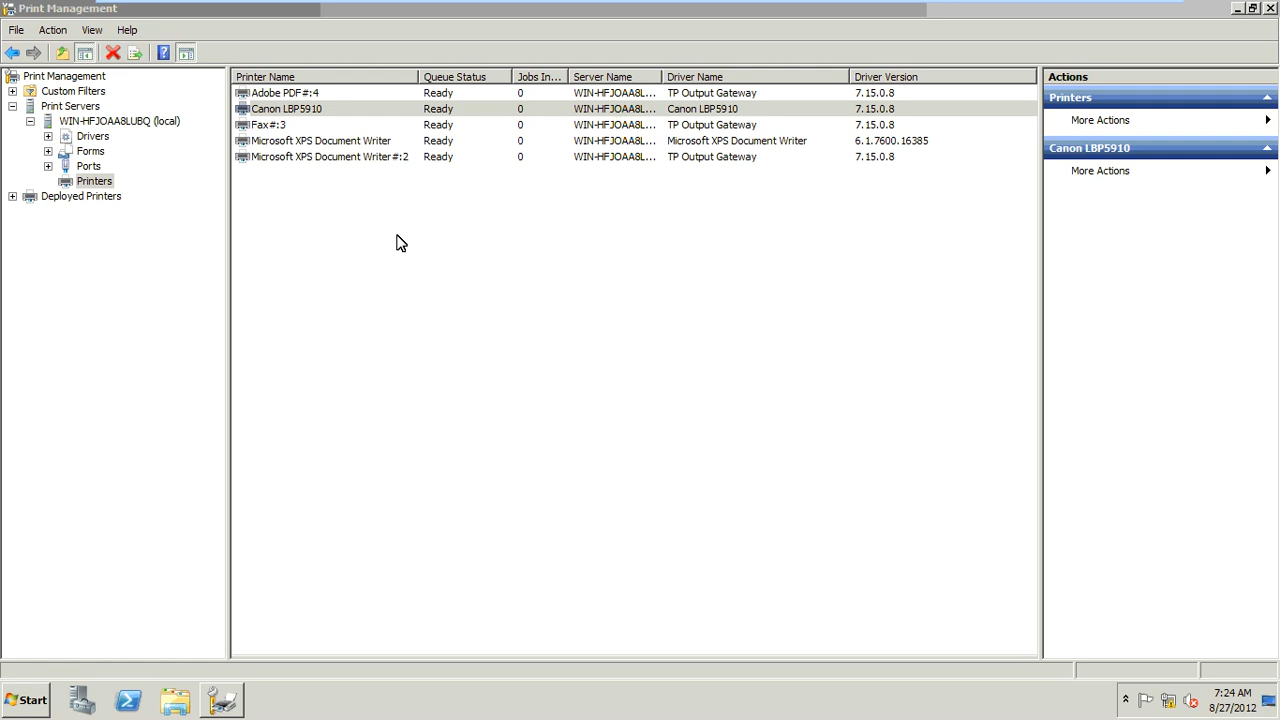 Print Management
File Action View Help
Print Management
Custom Filters
Print Servers
WIN-HFJOAA8LUBQ (local)
Drivers
Forms
Ports
Printers
Deployed Printers
Printer Name Queue Status Jobs In... Server Name Driver Name Driver Version
Adobe PDF#:4 Ready 0 WIN-HFJOAA8L... TP Output Gateway 7.15.0.8
Canon LBP5910 Ready 0 WIN-HFJOAA8L... Canon LBP5910 7.15.0.8
Fax#:3 Ready 0 WIN-HFJOAA8L... TP Output Gateway 7.15.0.8
Microsoft XPS Document Writer Ready 0 WIN-HFJOAA8L... Microsoft XPS Document Writer 6.1.7600.16385
Microsoft XPS Document Writer#:2 Ready 0 WIN-HFJOAA8L... TP Output Gateway 7.15.0.8
Actions
Printers
More Actions
Canon LBP5910
More Actions
Start
7:24 AM
8/27/2012